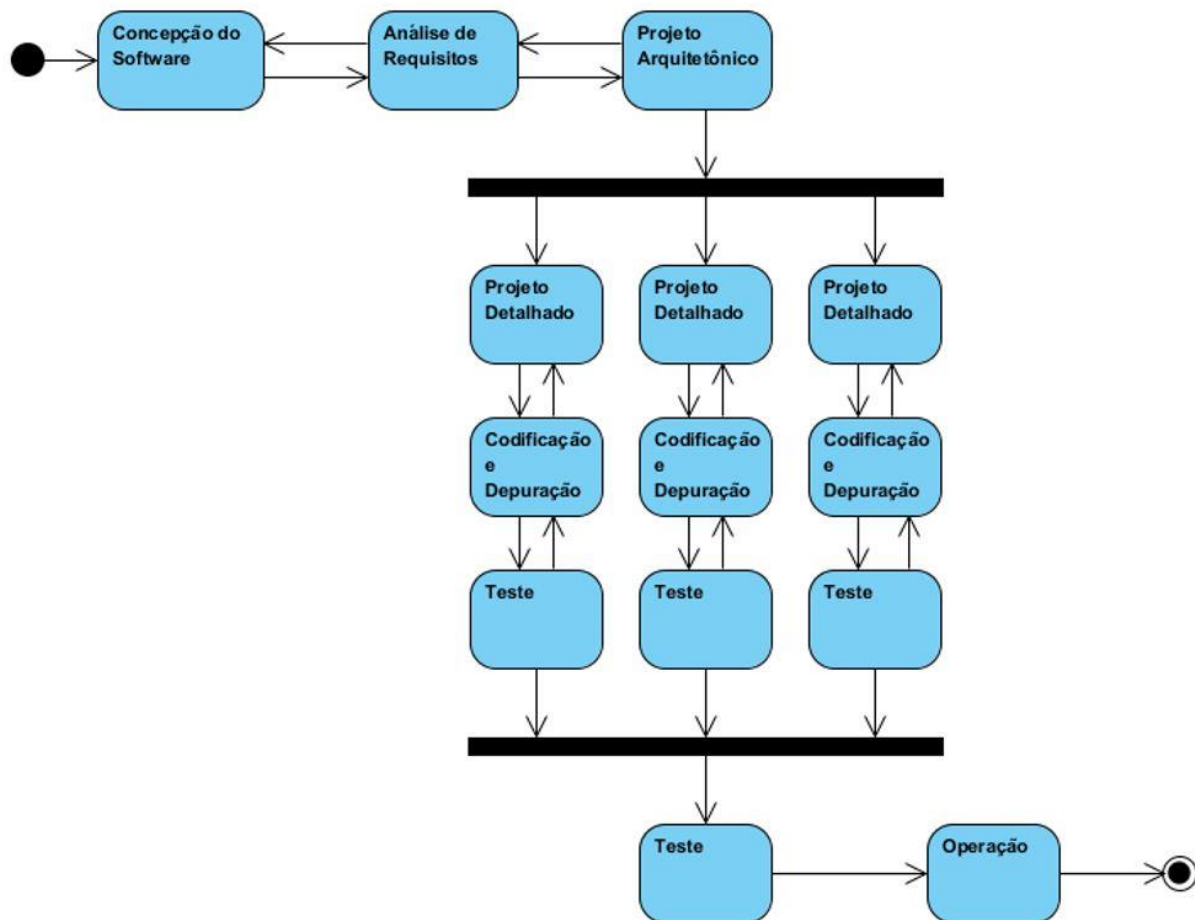 Concepção do
Software
Análise de
Requisitos
Projeto
Arquitetônico
Projeto
Detalhado
Projeto
Detalhado
Projeto
Detalhado
Codificação
e
Depuração
Codificação
e
Depuração
Codificação
e
Depuração
Teste
Teste
Teste
Teste
Operação